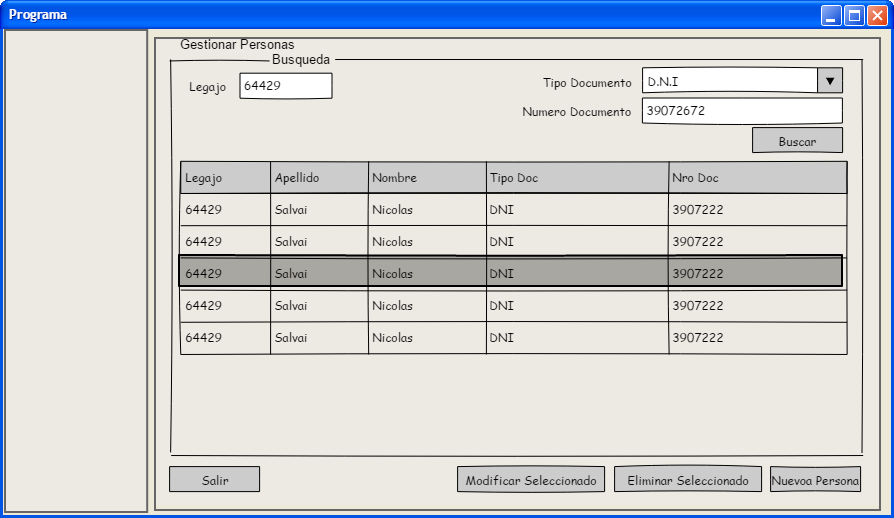 Programa
Gestionar Personas
Busqueda
Legajo 64429 Tipo Documento D.N.I
Numero Documento 39072672
Buscar
Legajo Apellido Nombre Tipo Doc Nro Doc
64429 Salvai Nicolas DNI 3907222
64429 Salvai Nicolas DNI 3907222
64429 Salvai Nicolas DNI 3907222
64429 Salvai Nicolas DNI 3907222
64429 Salvai Nicolas DNI 3907222
Salir Modificar Seleccionado Eliminar Seleccionado Nuevoa Persona